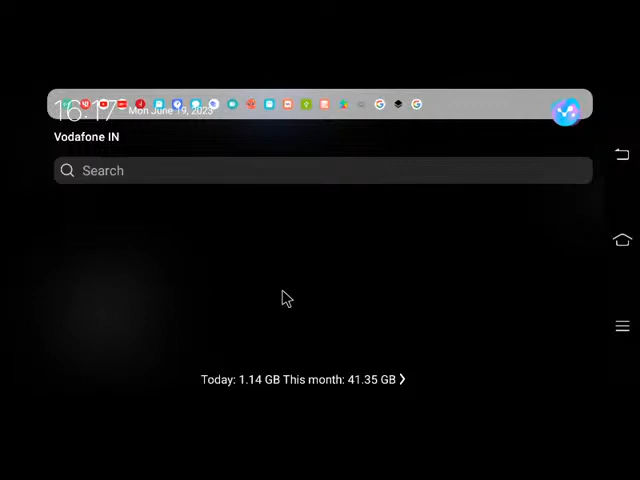 16:17 Mon June 19, 2023
Vodafone IN
Search
Today: 1.14 GB This month: 41.35 GB